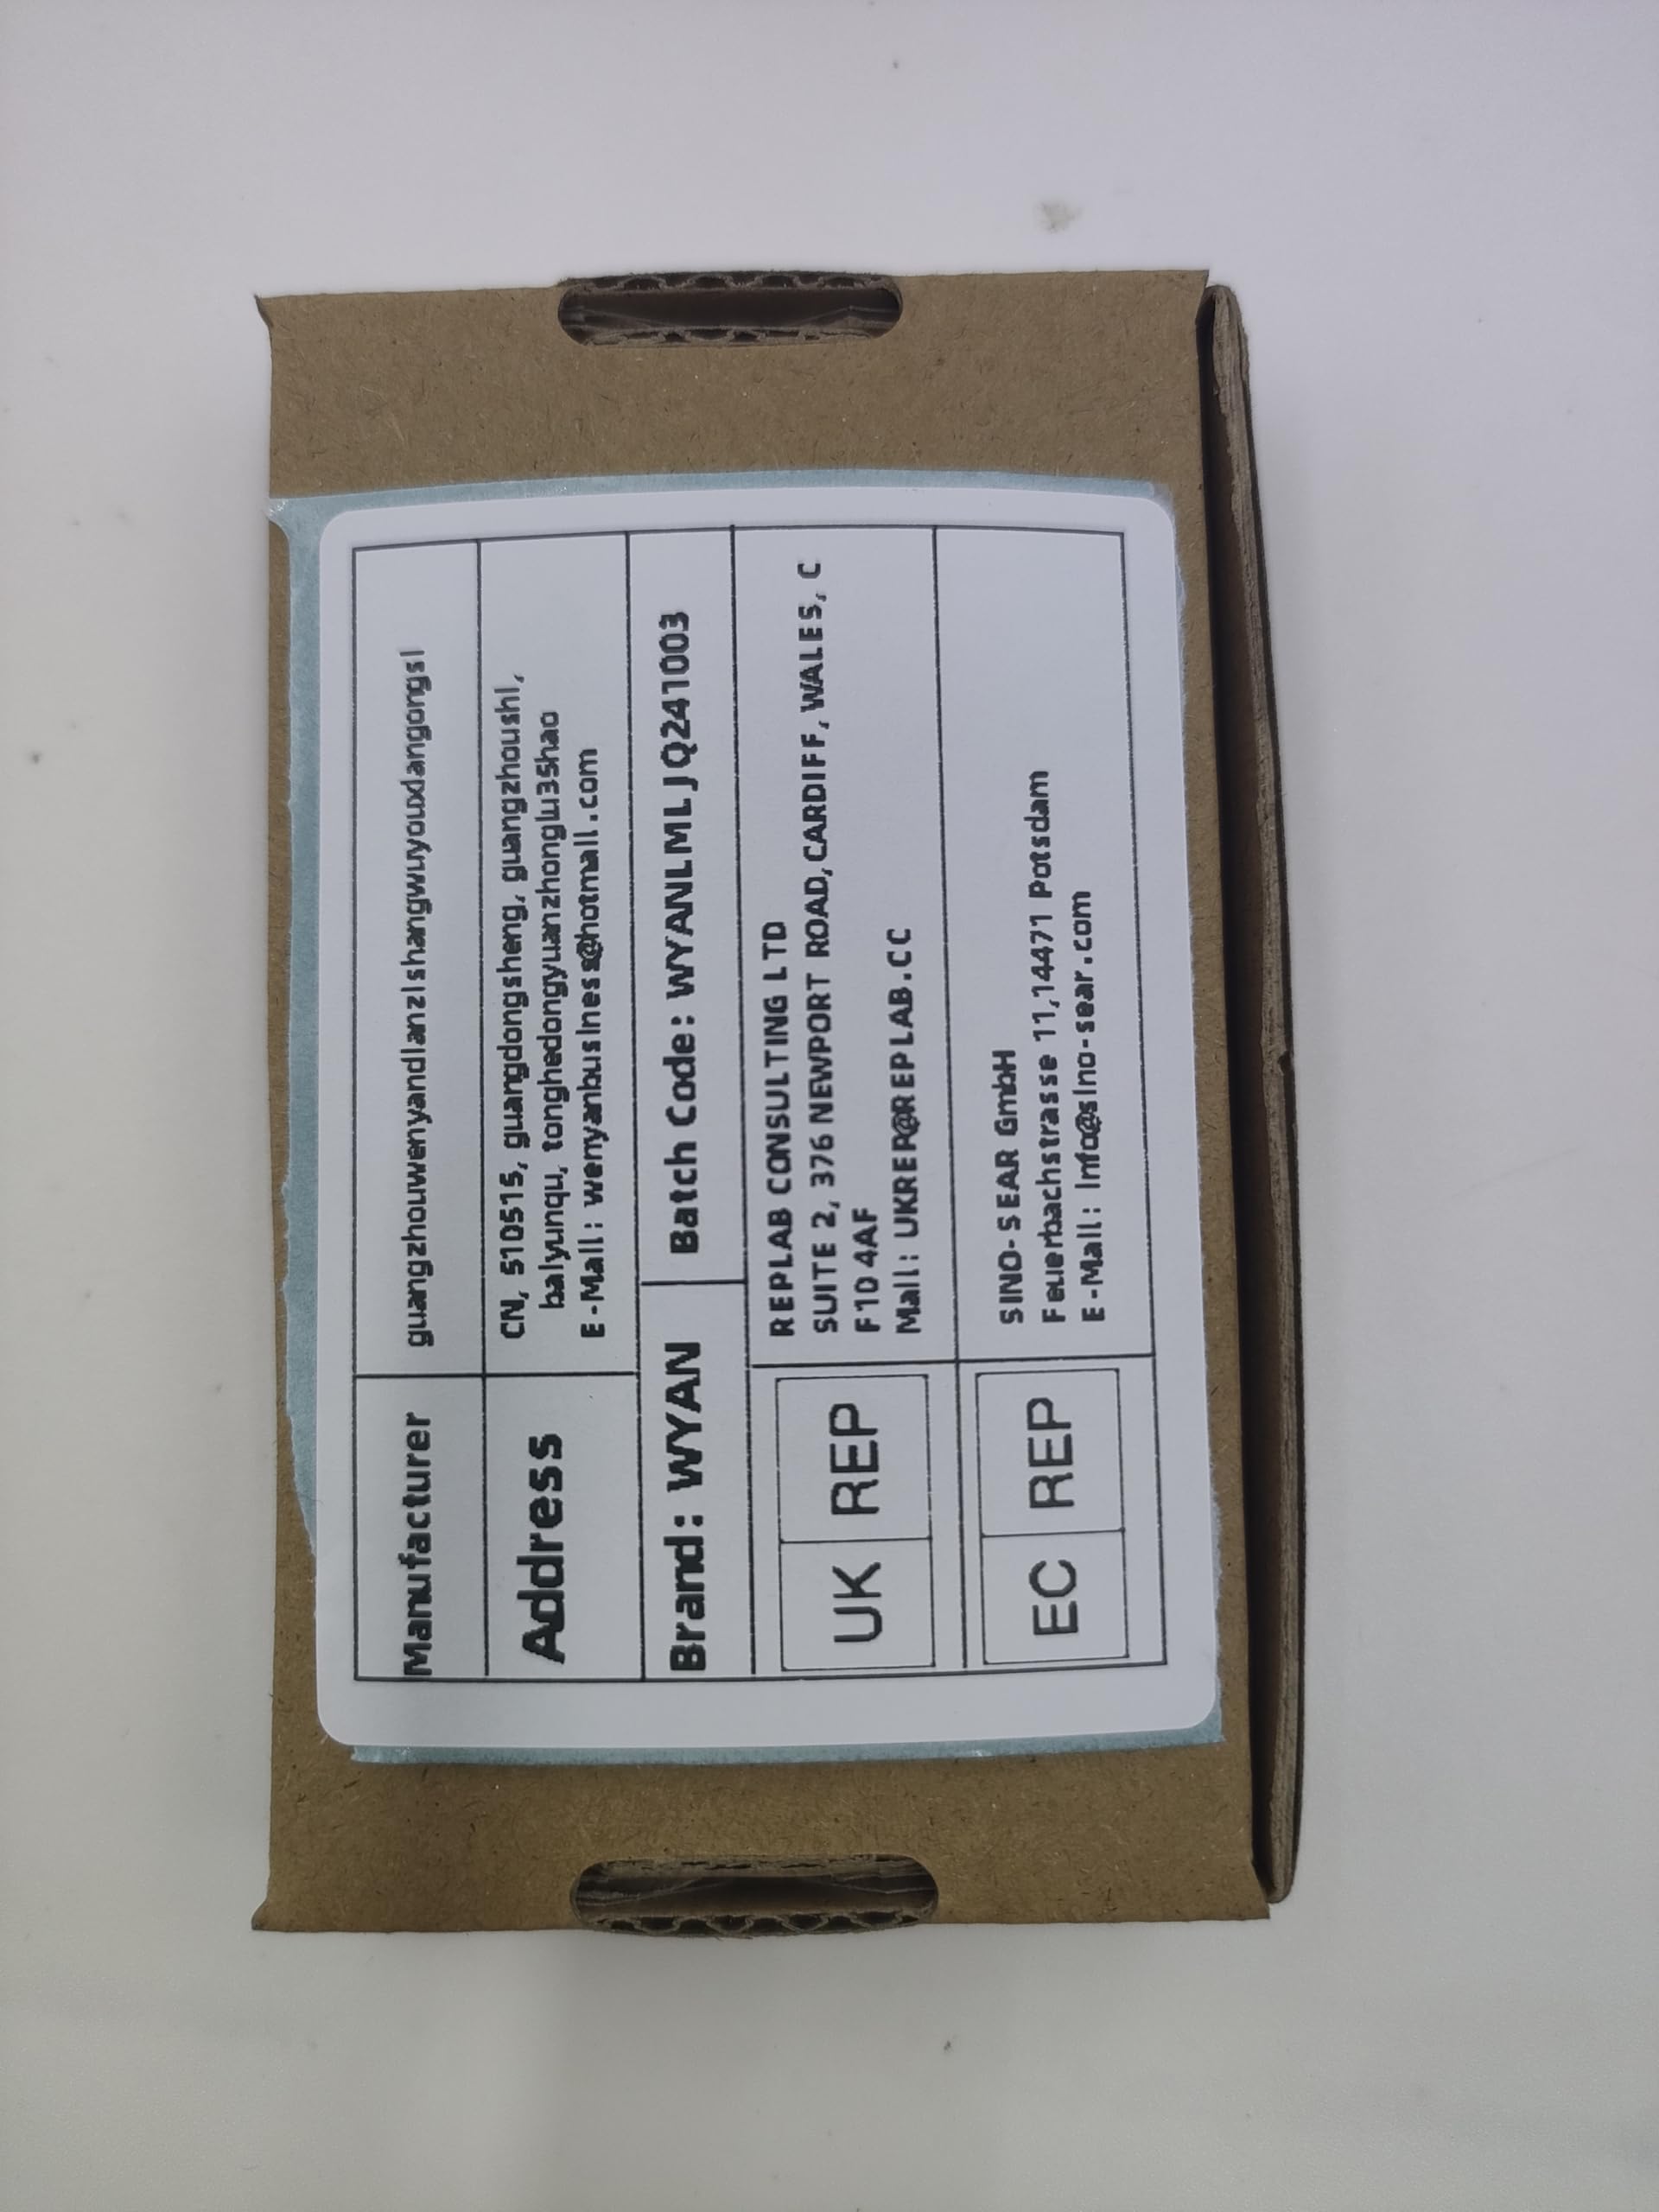 Manufacturer
guangzhouwenyandianzishangwuyouxiangongsi
Address
CN, 510515, guangdongsheng, guangzhoushi,
baiyunqu, tonghedongyuanzhonglu35hao
E-Mail: wenyanbusiness@hotmail.com
Brand: WYAN
Batch Code: WYANLMLJQ241003
UK REP
REPLAB CONSULTING LTD
SUITE 2, 376 NEWPORT ROAD, CARDIFF, WALES, C
F10 4AF
Mail: UKREP@REPLAB.CC
EC REP
SINO-SEAR GmbH
Feuerbachstrasse 11,14471 Potsdam
E-Mail: info@sino-sear.com